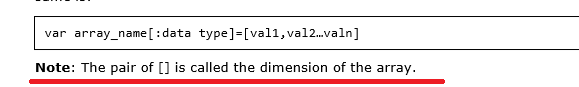 var array_name[:data type]=[val1,val2…valn]
Note: The pair of [] is called the dimension of the array.